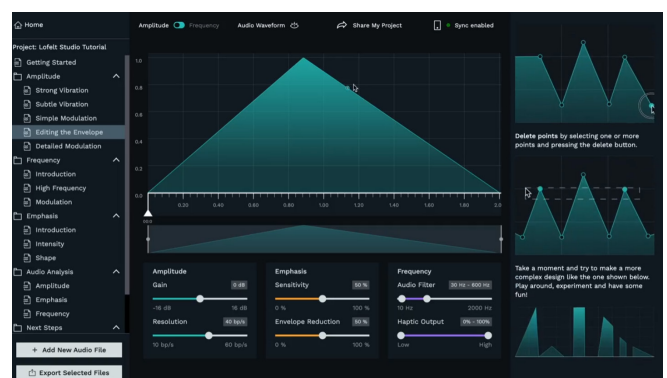 Home
Amplitude Frequency
Audio Waveform
Share My Project
Sync enabled
Project: Lofelt Studio Tutorial
Getting Started
Amplitude
Strong Vibration
Subtle Vibration
Simple Modulation
Editing the Envelope
Detailed Modulation
Frequency
Introduction
High Frequency
Modulation
Emphasis
Introduction
Intensity
Shape
Audio Analysis
Amplitude
Emphasis
Frequency
Next Steps
+ Add New Audio File
Export Selected Files
1.0
0.8
0.6
0.4
0.2
0.0
0.20 0.40 0.60 0.80 1.00 1.20 1.40 1.60 1.80 2.0
Amplitude
Gain 0 dB
-16 dB 16 dB
Resolution 40 bp/s
10 bp/s 60 bp/s
Emphasis
Sensitivity 50 %
0 % 100 %
Envelope Reduction 50 %
0 % 100 %
Frequency
Audio Filter 30 Hz - 600 Hz
10 Hz 2000 Hz
Haptic Output 0% - 100%
Low High
Delete points by selecting one or more
points and pressing the delete button.
Take a moment and try to make a more
complex design like the one shown below.
Play around, experiment and have some
fun!